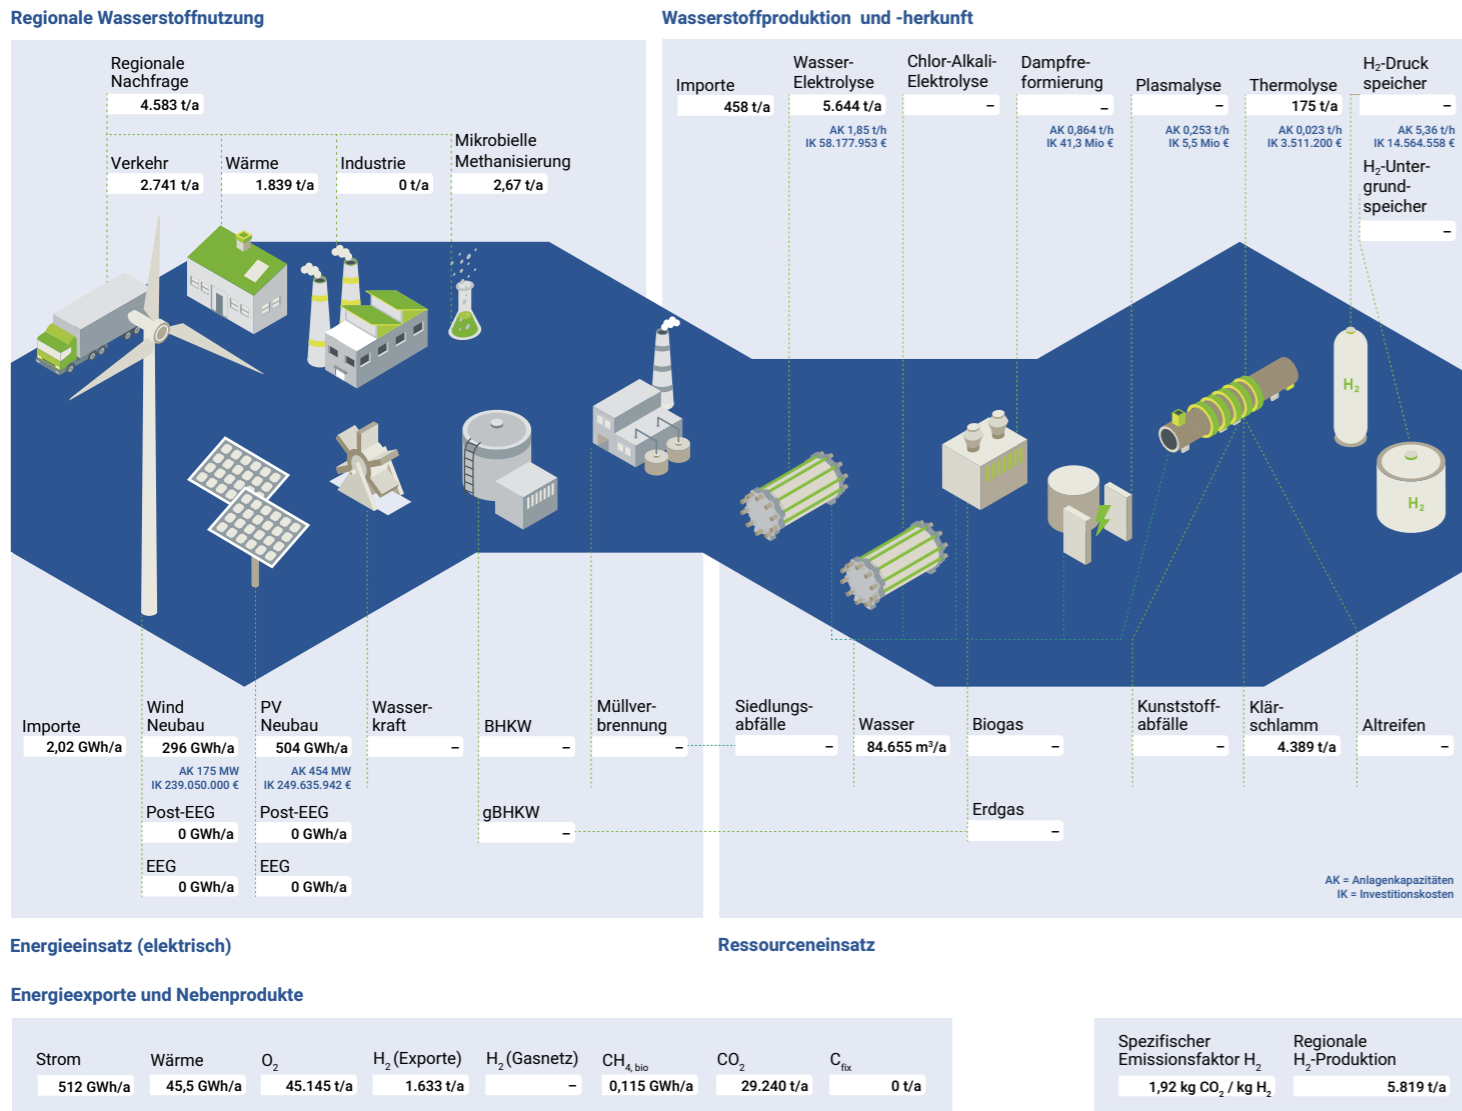 Regionale Wasserstoffnutzung
Regionale
Nachfrage
4.583 t/a
Verkehr
2.741 t/a
Wärme
1.839 t/a
Industrie
0 t/a
Mikrobielle
Methanisierung
2,67 t/a
Wasserstoffproduktion und -herkunft
Importe
458 t/a
Wasser-
Elektrolyse
5.644 t/a
AK 1,85 t/h
IK 58.177.953 €
Chlor-Alkali-
Elektrolyse
–
Dampfre-
formierung
–
AK 0,864 t/h
IK 41,3 Mio €
Plasmalyse
–
AK 0,253 t/h
IK 5,5 Mio €
Thermolyse
175 t/a
AK 0,023 t/h
IK 3.511.200 €
H2-Druck
speicher
–
AK 5,36 t/h
IK 14.564.558 €
H2-Unter-
grund-
speicher
–
H2
H2
Importe
2,02 GWh/a
Wind
Neubau
296 GWh/a
AK 175 MW
IK 239.050.000 €
Post-EEG
0 GWh/a
EEG
0 GWh/a
PV
Neubau
504 GWh/a
AK 454 MW
IK 249.635.942 €
Post-EEG
0 GWh/a
EEG
0 GWh/a
Wasser-
kraft
–
BHKW
–
gBHKW
–
Müllver-
brennung
–
Siedlungs-
abfälle
–
Wasser
84.655 m³/a
Biogas
–
Erdgas
–
Kunststoff-
abfälle
–
Klär-
schlamm
4.389 t/a
Altreifen
–
AK = Anlagenkapazitäten
IK = Investitionskosten
Energieeinsatz (elektrisch)
Ressourceneinsatz
Energieexporte und Nebenprodukte
Strom
512 GWh/a
Wärme
45,5 GWh/a
O2
45.145 t/a
H2 (Exporte)
1.633 t/a
H2 (Gasnetz)
–
CH4, bio
0,115 GWh/a
CO2
29.240 t/a
Cfix
0 t/a
Spezifischer
Emissionsfaktor H2
1,92 kg CO2 / kg H2
Regionale
H2-Produktion
5.819 t/a